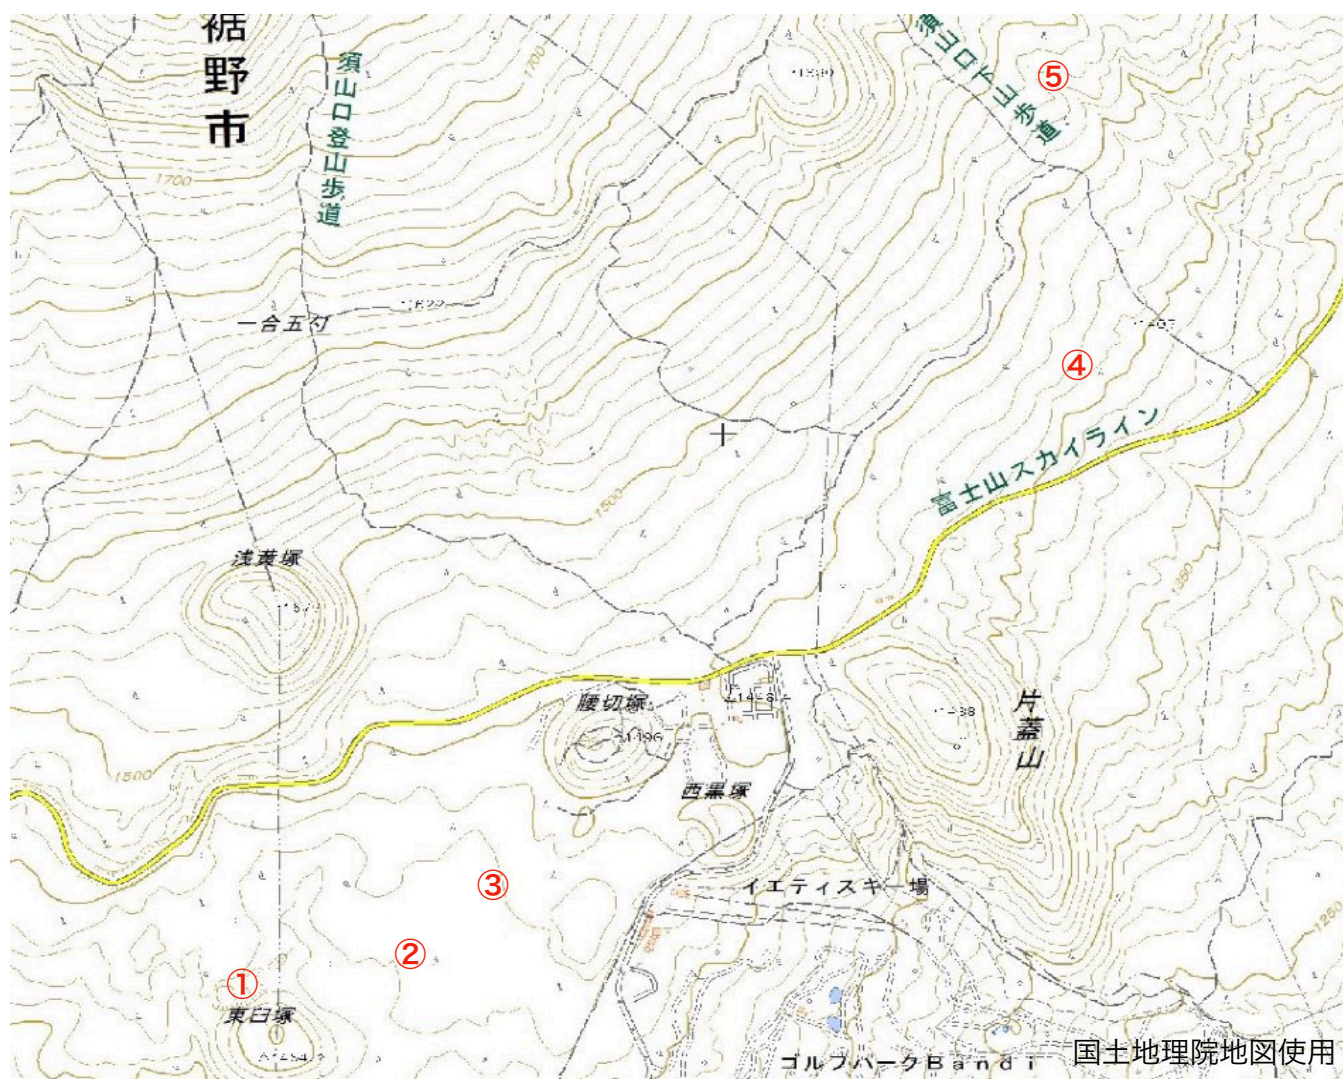 裾野市
須山口登山歩道
須山口下山歩道
⑤
1700
1700
一合五勺
④
富士山スカイライン
1500
浅黄塚
1350
腰切塚
1496
片蓋山
1500
西黒塚
③
イエティスキー場
②
①
東臼塚
ゴルフパークBandi
国土地理院地図使用